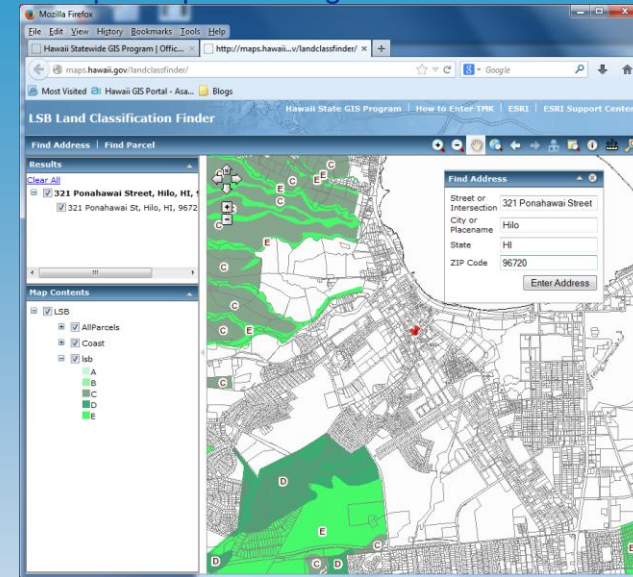 Mozilla Firefox
File Edit View History Bookmarks Tools Help
Hawaii Statewide GIS Program | Offic... × http://maps.hawaii...v/landclassfinder/ × +
maps.hawaii.gov/landclassfinder/ Google
Most Visited Hawaii GIS Portal - Asa... Blogs
Hawaii State GIS Program | How to Enter TMK | ESRI | ESRI Support Center
LSB Land Classification Finder
Find Address | Find Parcel
Results
Clear All
321 Ponahawai Street, Hilo, HI, 9
321 Ponahawai St, Hilo, HI, 9672
Map Contents
LSB
AllParcels
Coast
lsb
A
B
C
D
E
Find Address
Street or Intersection 321 Ponahawai Street
City or Placename Hilo
State HI
ZIP Code 96720
Enter Address
C
E
E
E
C
E
C
C
E
C
E
C
D
E
D
C
C
D
E